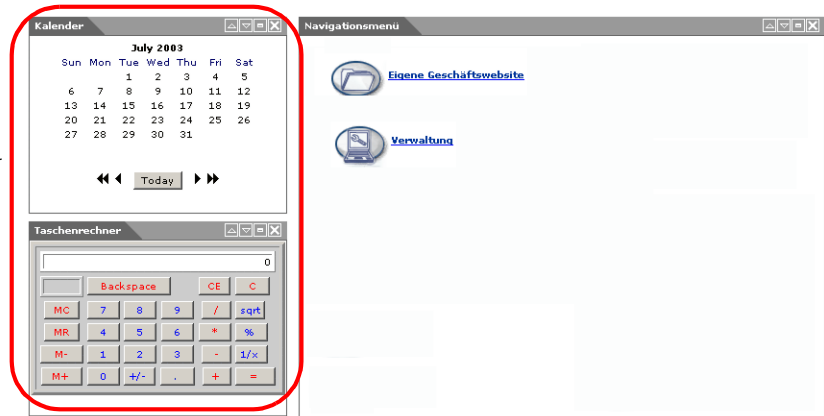 Kalender
July 2003
Sun Mon Tue Wed Thu Fri Sat
1 2 3 4 5
6 7 8 9 10 11 12
13 14 15 16 17 18 19
20 21 22 23 24 25 26
27 28 29 30 31
Today
Taschenrechner
0
Backspace CE C
MC 7 8 9 / sqrt
MR 4 5 6 * %
M- 1 2 3 - 1/x
M+ 0 +/- . + =
Navigationsmenü
Eigene Geschäftswebsite
Verwaltung